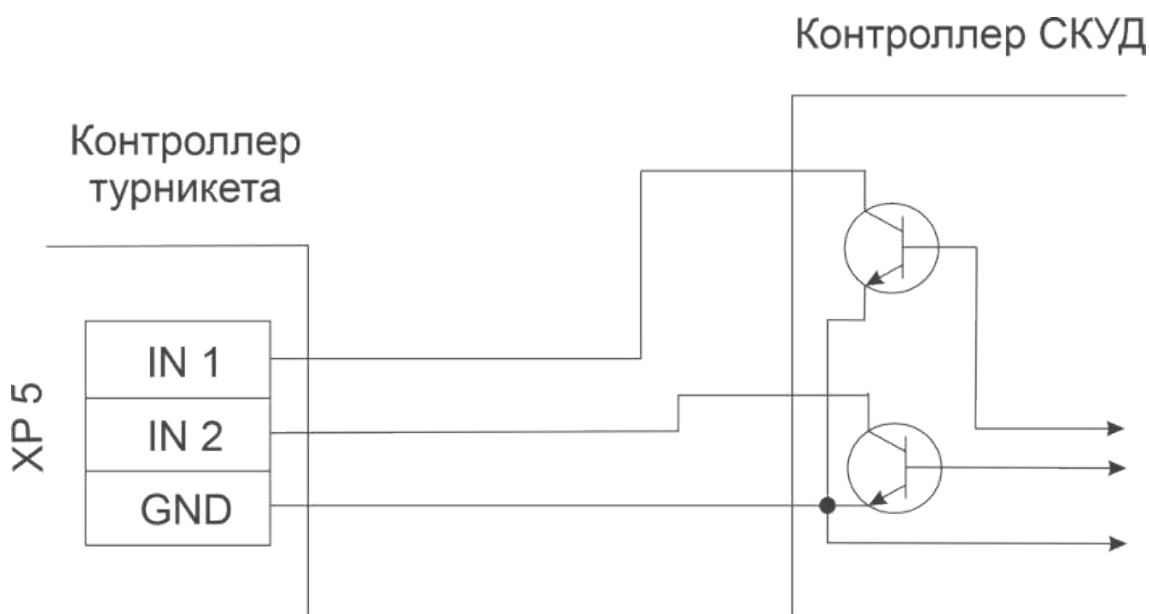 Контроллер СКУД
Контроллер
турникета
XP 5
IN 1
IN 2
GND